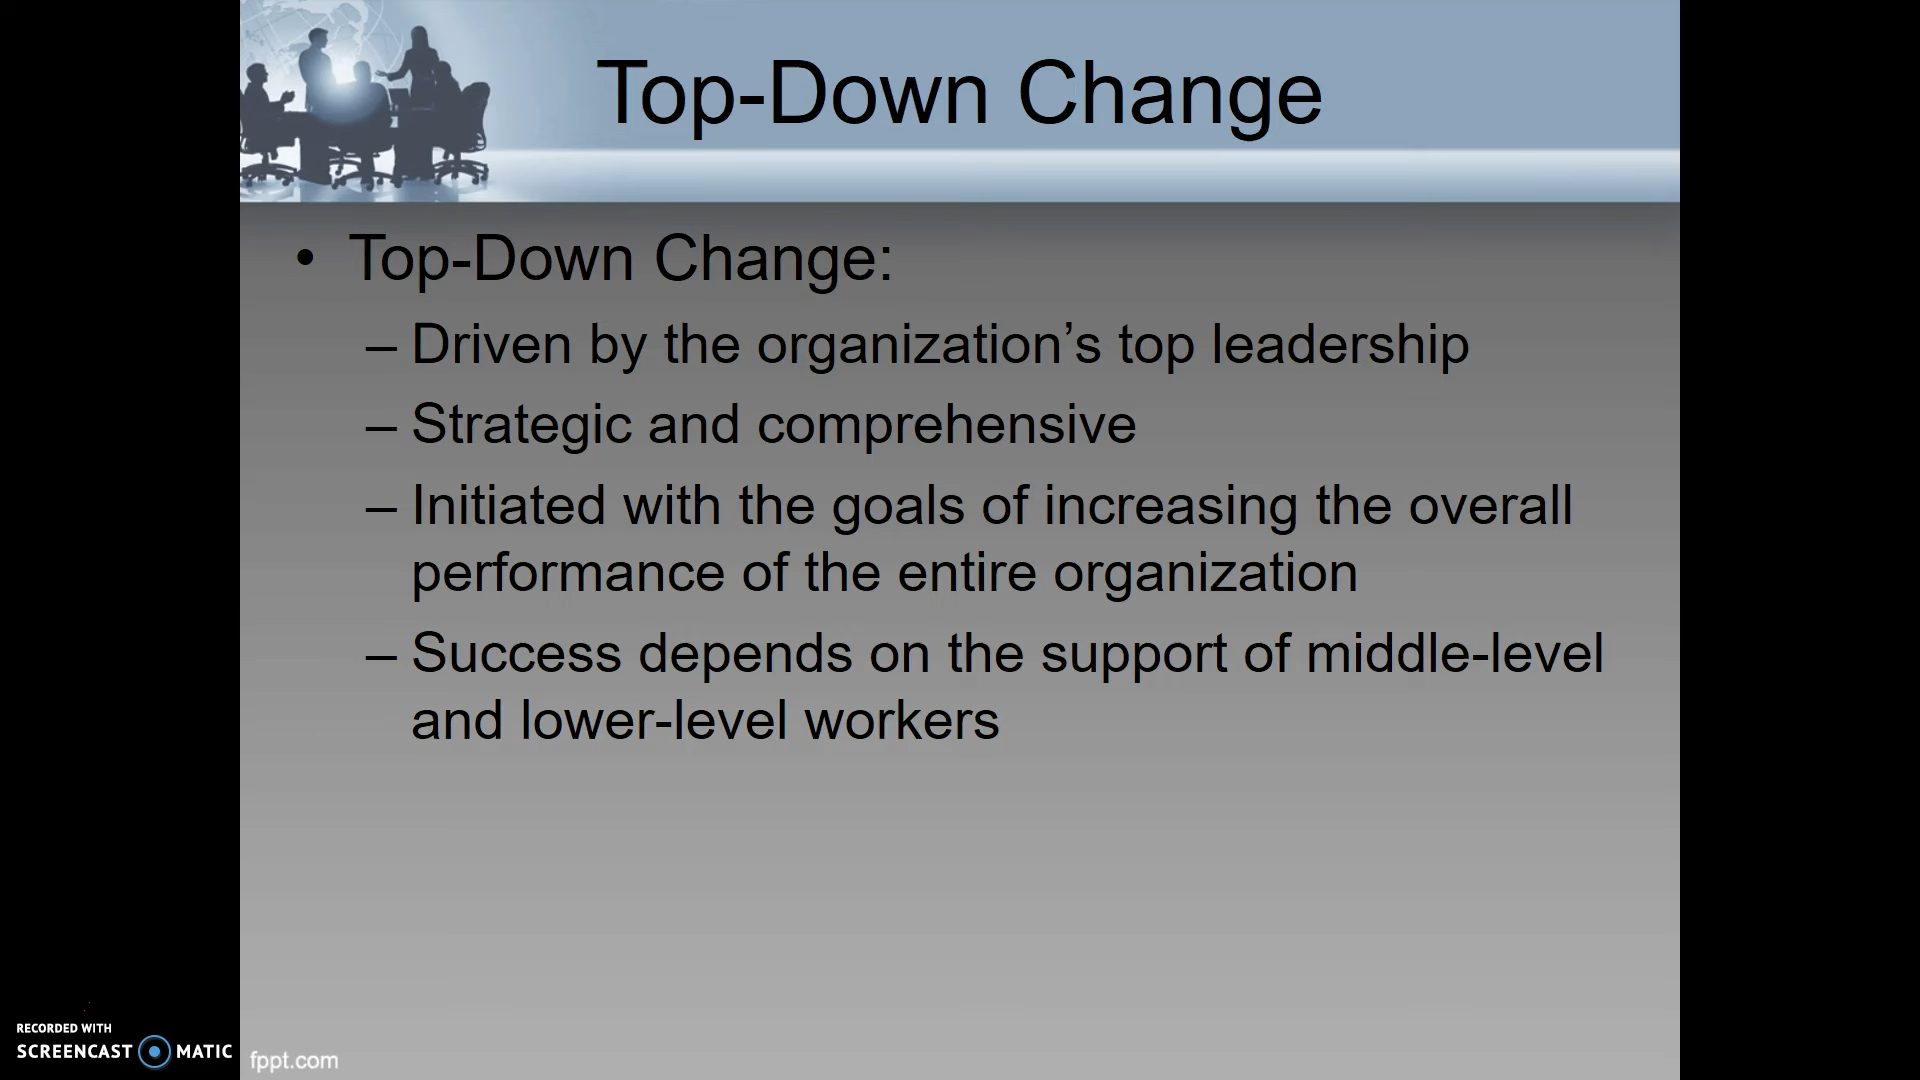 Top-Down Change
• Top-Down Change:
– Driven by the organization’s top leadership
– Strategic and comprehensive
– Initiated with the goals of increasing the overall
performance of the entire organization
– Success depends on the support of middle-level
and lower-level workers
RECORDED WITH
SCREENCAST MATIC
fppt.com